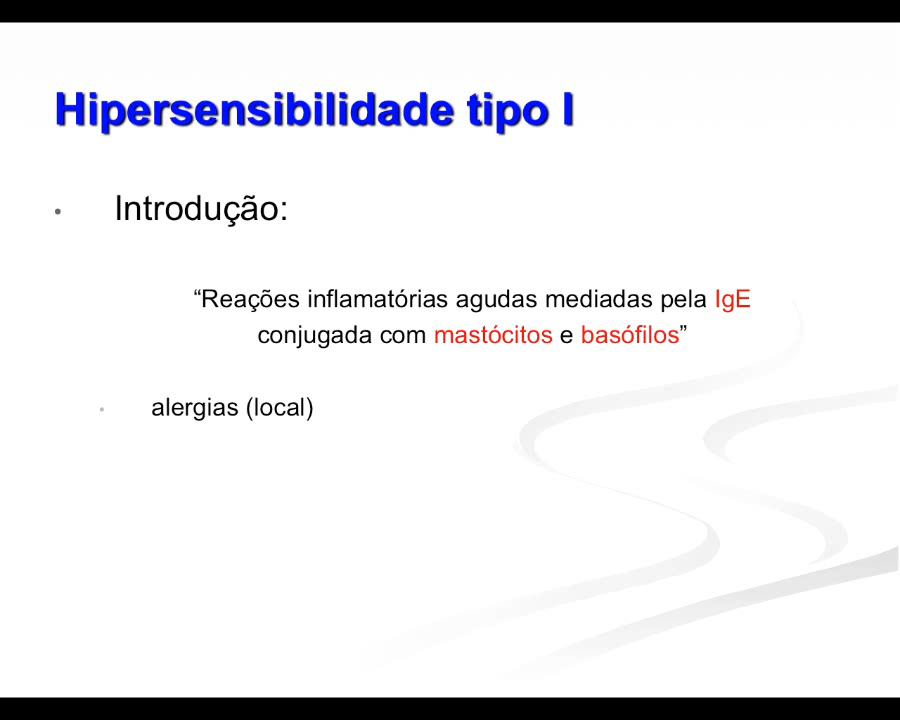 Hipersensibilidade tipo I
• Introdução:
“Reações inflamatórias agudas mediadas pela IgE
conjugada com mastócitos e basófilos”
• alergias (local)